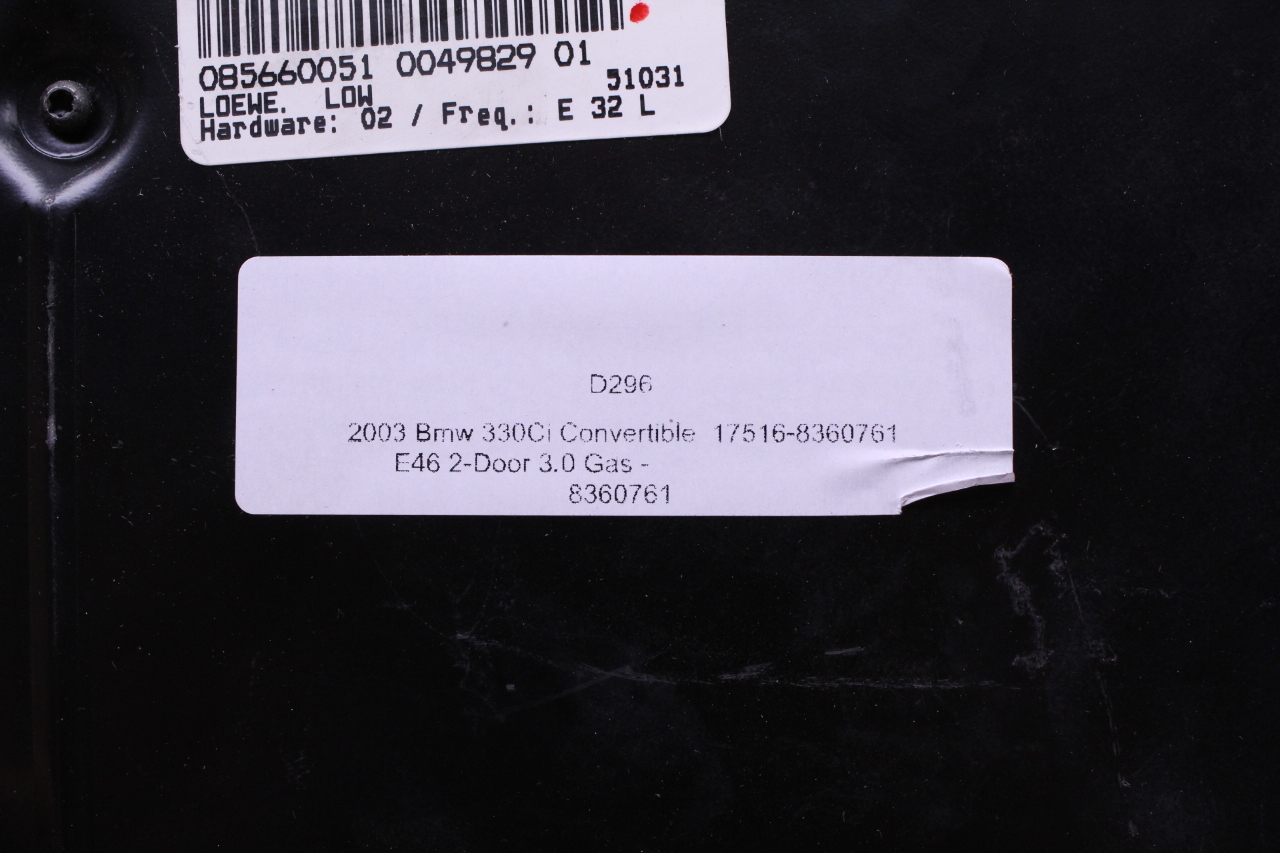 085660051 0049829 01
51031
LOEWE. LOW
Hardware: 02 / Freq.: E 32 L
D296
2003 Bmw 330Ci Convertible 17516-8360761
E46 2-Door 3.0 Gas -
8360761